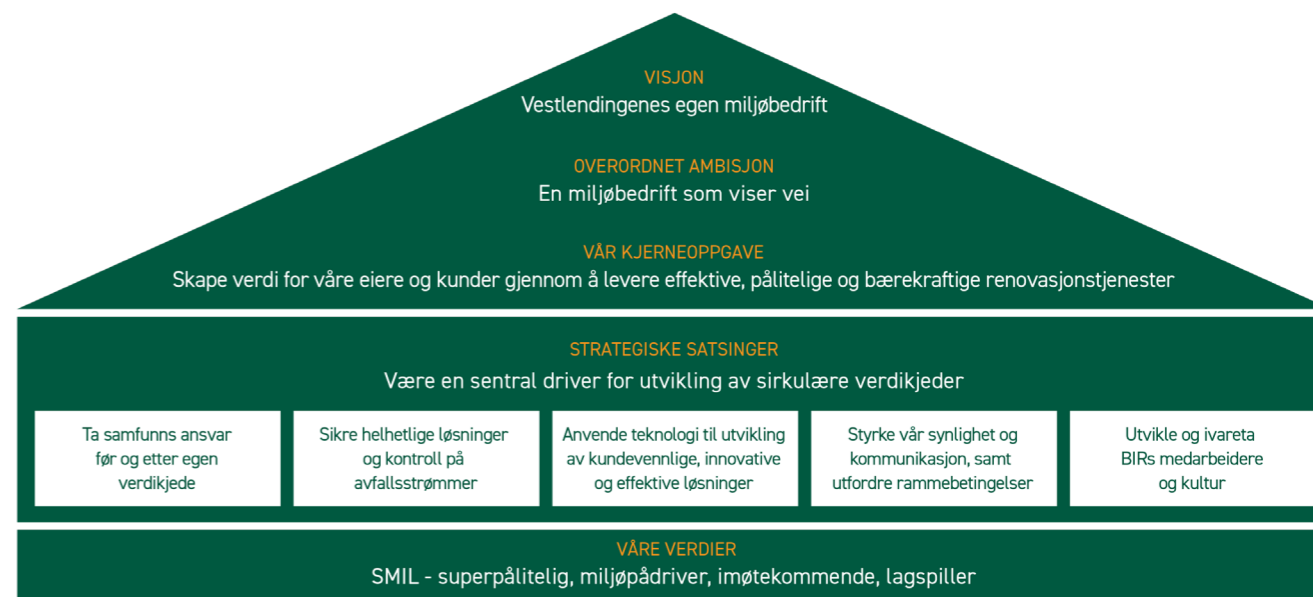 VISJON
Vestlendingenes egen miljøbedrift
OVERORDNET AMBISJON
En miljøbedrift som viser vei
VÅR KJERNEOPPGAVE
Skape verdi for våre eiere og kunder gjennom å levere effektive, pålitelige og bærekraftige renovasjonstjenester
STRATEGISKE SATSINGER
Være en sentral driver for utvikling av sirkulære verdikjeder
Ta samfunns ansvar
før og etter egen
verdikjede
Sikre helhetlige løsninger
og kontroll på
avfallsstrømmer
Anvende teknologi til utvikling
av kundevennlige, innovative
og effektive løsninger
Styrke vår synlighet og
kommunikasjon, samt
utfordre rammebetingelser
Utvikle og ivareta
BIRs medarbeidere
og kultur
VÅRE VERDIER
SMIL - superpålitelig, miljøpådriver, imøtekommende, lagspiller